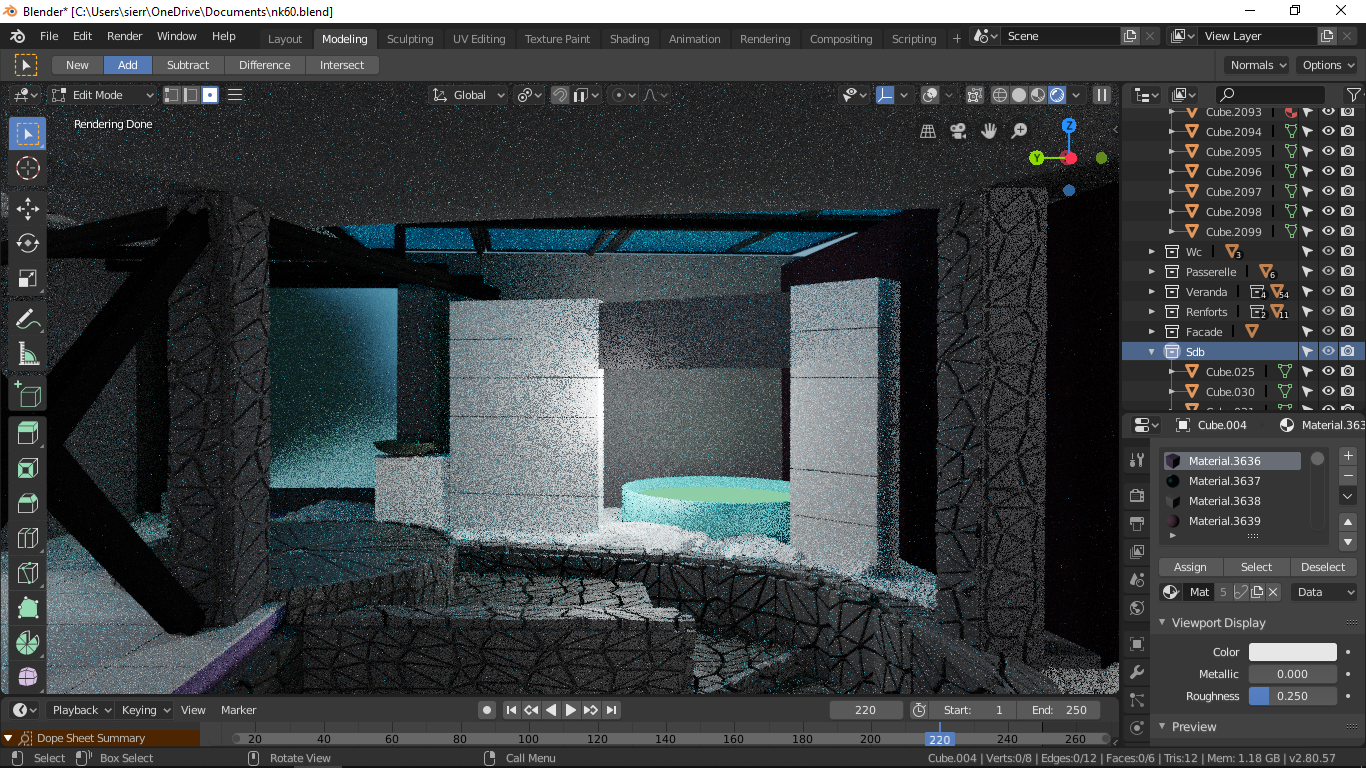 Blender* [C:\Users\sierr\OneDrive\Documents\nk60.blend]
File Edit Render Window Help Layout Modeling Sculpting UV Editing Texture Paint Shading Animation Rendering Compositing Scripting + Scene View Layer
New Add Subtract Difference Intersect Normals Options
Edit Mode Global
Rendering Done
Z
Y
Cube.2093
Cube.2094
Cube.2095
Cube.2096
Cube.2097
Cube.2098
Cube.2099
Wc 3
Passerelle 6
Veranda 4 54
Renforts 2 11
Facade
Sdb
Cube.025
Cube.030
Cube.004 Material.363
Material.3636
Material.3637
Material.3638
Material.3639
Assign Select Deselect
Mat 5 Data
Viewport Display
Color
Metallic 0.000
Roughness 0.250
Preview
Playback Keying View Marker 220 Start: 1 End: 250
Dope Sheet Summary 20 40 60 80 100 120 140 160 180 200 220 240 260
Select Box Select Rotate View Call Menu Cube.004 | Verts:0/8 | Edges:0/12 | Faces:0/6 | Tris:12 | Mem: 1.18 GB | v2.80.57